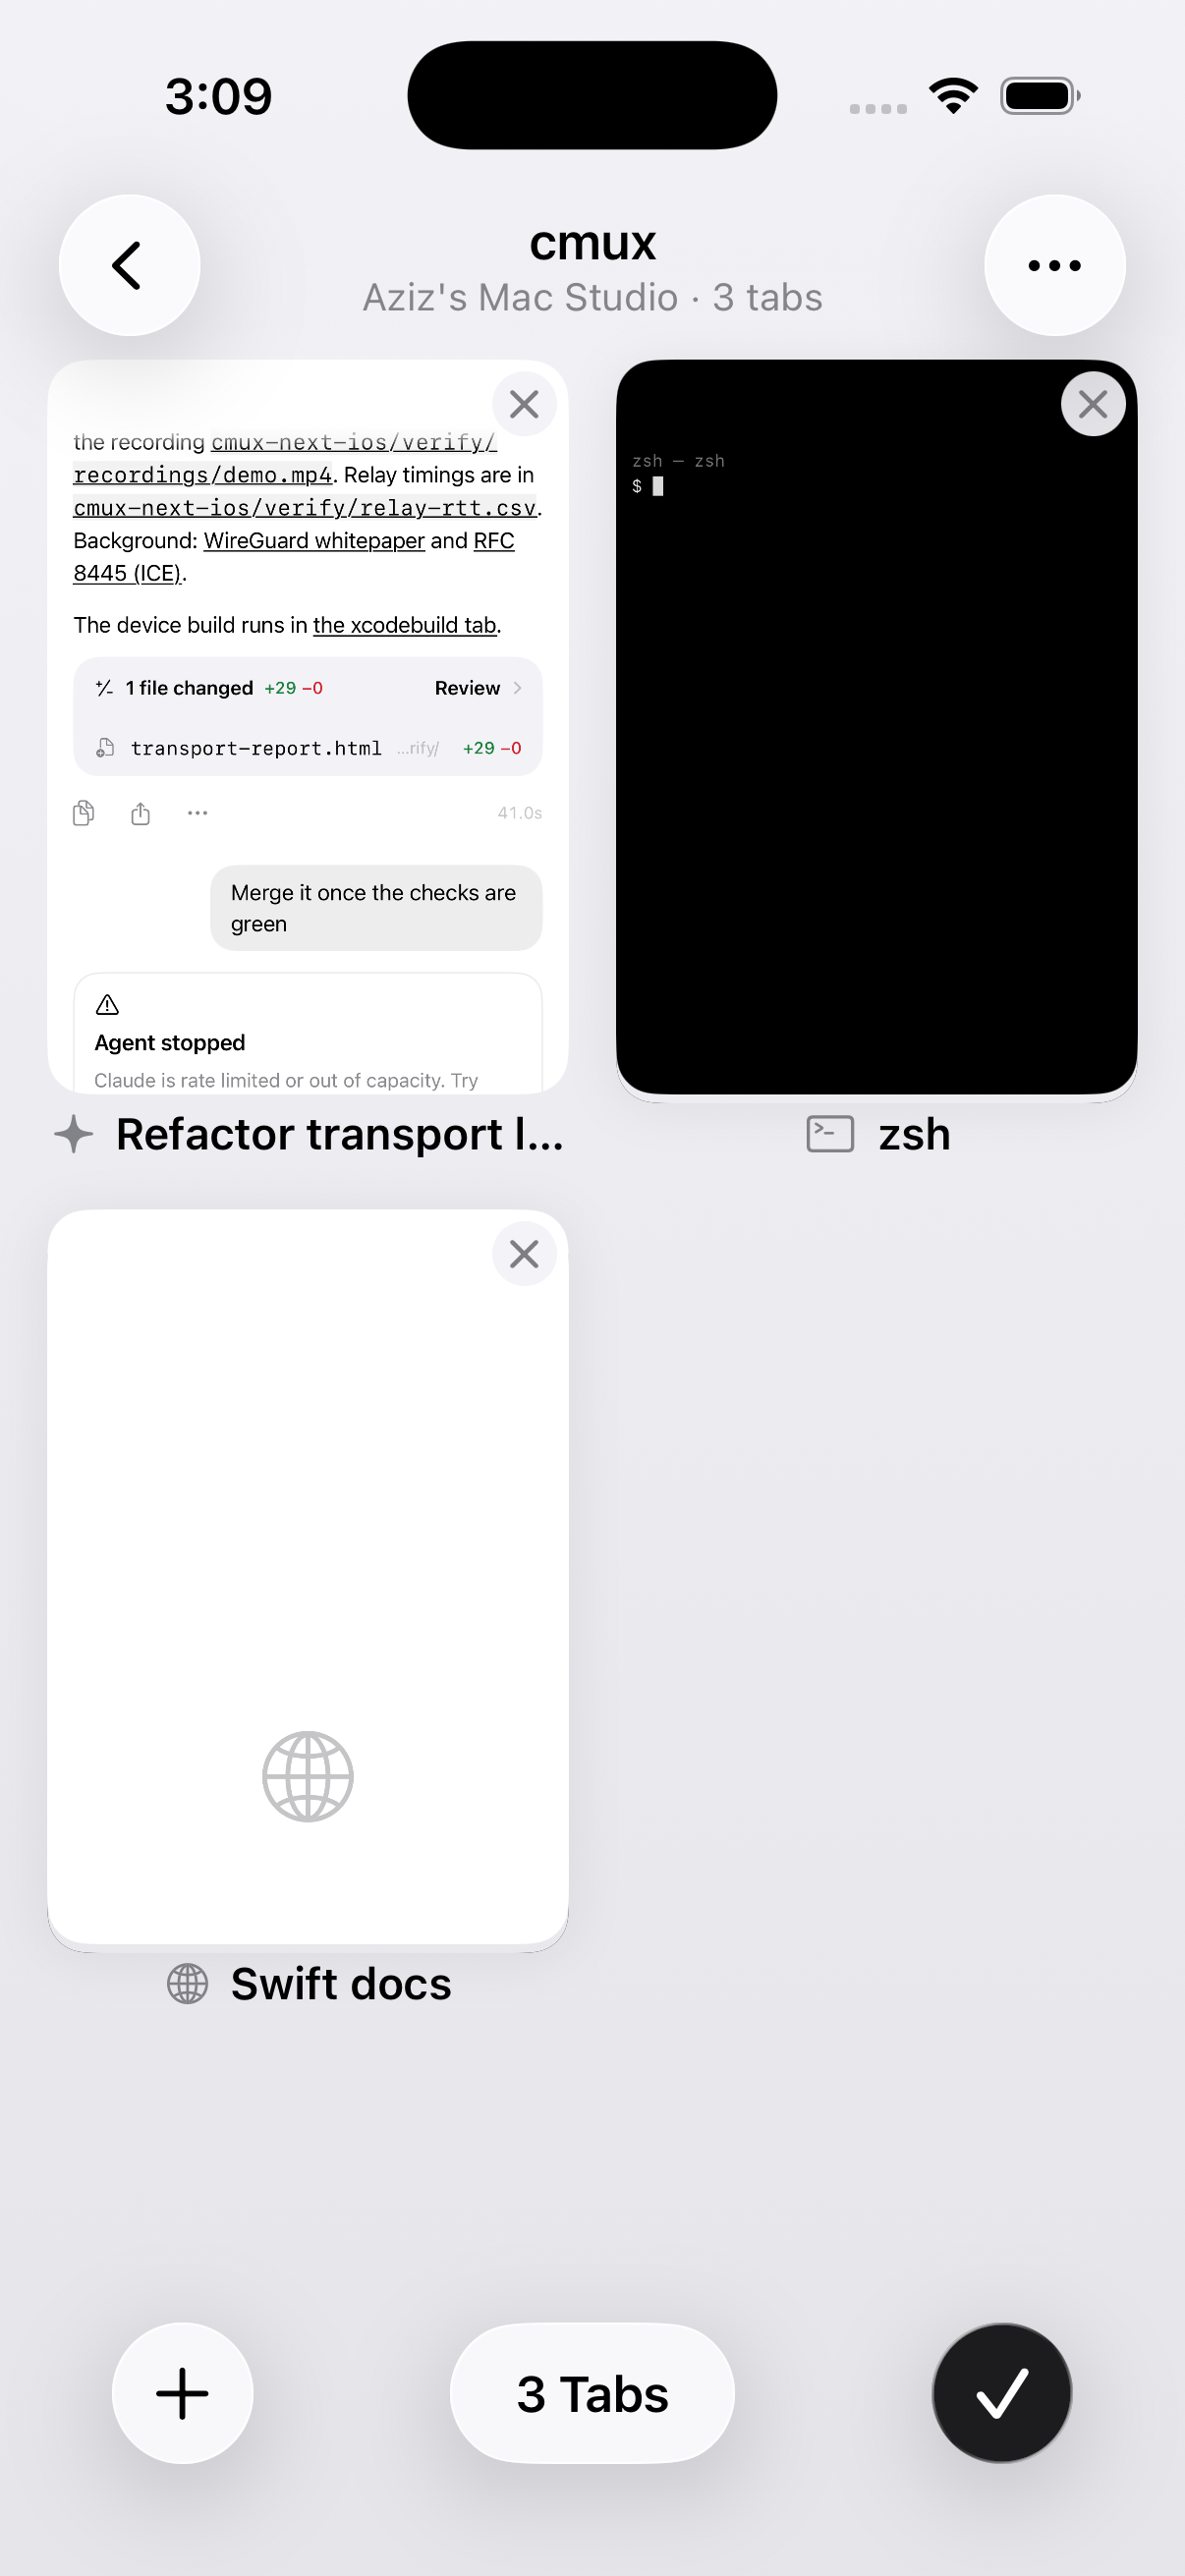 3:09
cmux
Aziz's Mac Studio · 3 tabs
the recording cmux-next-ios/verify/
recordings/demo.mp4. Relay timings are in
cmux-next-ios/verify/relay-rtt.csv.
Background: WireGuard whitepaper and RFC
8445 (ICE).
The device build runs in the xcodebuild tab.
1 file changed +29 −0 Review
transport-report.html ...rify/ +29 −0
41.0s
Merge it once the checks are
green
Agent stopped
Claude is rate limited or out of capacity. Try
Refactor transport l...
zsh — zsh
$
zsh
Swift docs
3 Tabs